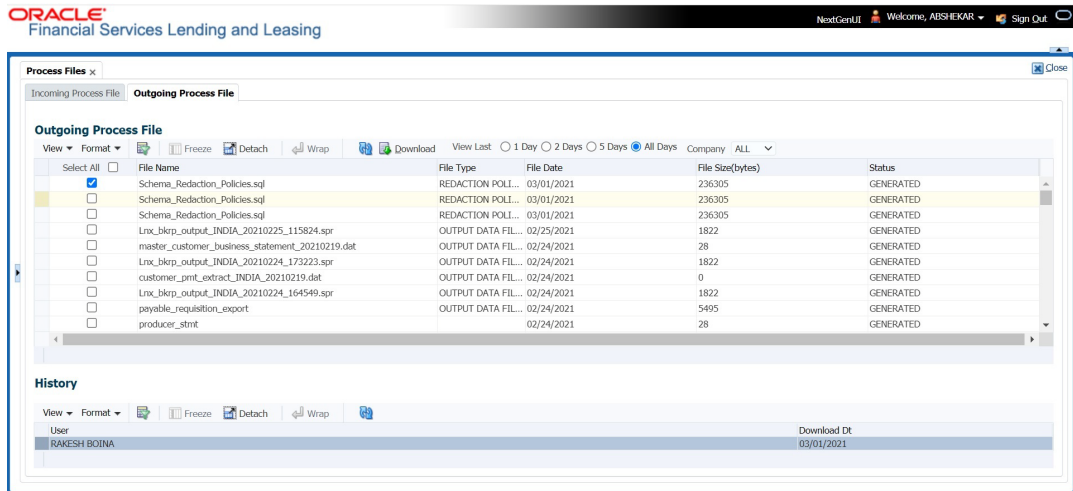 ORACLE
Financial Services Lending and Leasing
NextGenUI Welcome, ABSHEKAR Sign Out
Process Files x Close
Incoming Process File Outgoing Process File
Outgoing Process File
View Format Freeze Detach Wrap Download View Last 1 Day 2 Days 5 Days All Days Company ALL
Select All File Name File Type File Date File Size(bytes) Status
Schema_Redaction_Policies.sql REDACTION POLI... 03/01/2021 236305 GENERATED
Schema_Redaction_Policies.sql REDACTION POLI... 03/01/2021 236305 GENERATED
Schema_Redaction_Policies.sql REDACTION POLI... 03/01/2021 236305 GENERATED
Lnx_bkrp_output_INDIA_20210225_115824.spr OUTPUT DATA FIL... 02/25/2021 1822 GENERATED
master_customer_business_statement_20210219.dat OUTPUT DATA FIL... 02/24/2021 28 GENERATED
Lnx_bkrp_output_INDIA_20210224_173223.spr OUTPUT DATA FIL... 02/24/2021 1822 GENERATED
customer_pmt_extract_INDIA_20210219.dat OUTPUT DATA FIL... 02/24/2021 0 GENERATED
Lnx_bkrp_output_INDIA_20210224_164549.spr OUTPUT DATA FIL... 02/24/2021 1822 GENERATED
payable_requisition_export OUTPUT DATA FIL... 02/24/2021 5495 GENERATED
producer_stmt 02/24/2021 28 GENERATED
History
View Format Freeze Detach Wrap
User Download Dt
RAKESH BOINA 03/01/2021